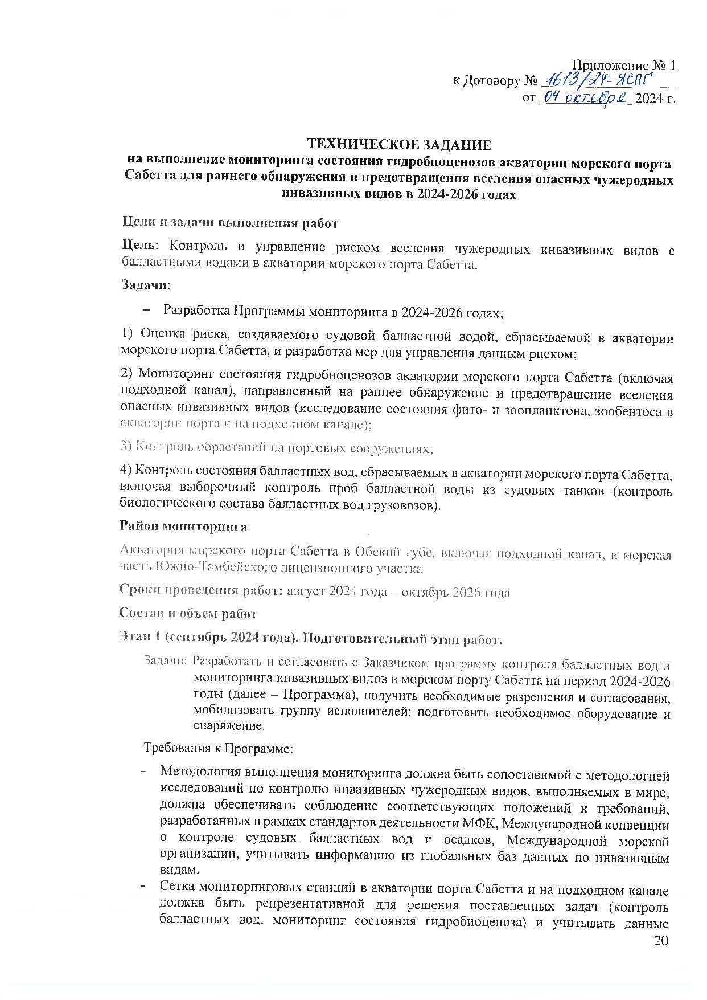 Приложение № 1
к Договору № 1613/24-ЯСПГ
от 04 октября 2024 г.
ТЕХНИЧЕСКОЕ ЗАДАНИЕ
на выполнение мониторинга состояния гидробиоценозов акватории морского порта
Сабетта для раннего обнаружения и предотвращения вселения опасных чужеродных
инвазивных видов в 2024-2026 годах
Цели и задачи выполнения работ
Цель: Контроль и управление риском вселения чужеродных инвазивных видов с
балластными водами в акватории морского порта Сабетта.
Задачи:
– Разработка Программы мониторинга в 2024-2026 годах;
1) Оценка риска, создаваемого судовой балластной водой, сбрасываемой в акватории
морского порта Сабетта, и разработка мер для управления данным риском;
2) Мониторинг состояния гидробиоценозов акватории морского порта Сабетта (включая
подходной канал), направленный на раннее обнаружение и предотвращение вселения
опасных инвазивных видов (исследование состояния фито- и зоопланктона, зообентоса в
акватории порта и на подходном канале);
3) Контроль обрастаний на портовых сооружениях;
4) Контроль состояния балластных вод, сбрасываемых в акватории морского порта Сабетта,
включая выборочный контроль проб балластной воды из судовых танков (контроль
биологического состава балластных вод грузовозов).
Район мониторинга
Акватория морского порта Сабетта в Обской губе, включая подходной канал, и морская
часть Южно-Тамбейского лицензионного участка
Сроки проведения работ: август 2024 года – октябрь 2026 года
Состав и объем работ
Этап 1 (сентябрь 2024 года). Подготовительный этап работ.
Задачи: Разработать и согласовать с Заказчиком программу контроля балластных вод и
мониторинга инвазивных видов в морском порту Сабетта на период 2024-2026
годы (далее – Программа), получить необходимые разрешения и согласования,
мобилизовать группу исполнителей; подготовить необходимое оборудование и
снаряжение.
Требования к Программе:
- Методология выполнения мониторинга должна быть сопоставимой с методологией
исследований по контролю инвазивных чужеродных видов, выполняемых в мире,
должна обеспечивать соблюдение соответствующих положений и требований,
разработанных в рамках стандартов деятельности МФК, Международной конвенции
о контроле судовых балластных вод и осадков, Международной морской
организации, учитывать информацию из глобальных баз данных по инвазивным
видам.
- Сетка мониторинговых станций в акватории порта Сабетта и на подходном канале
должна быть репрезентативной для решения поставленных задач (контроль
балластных вод, мониторинг состояния гидробиоценоза) и учитывать данные
20